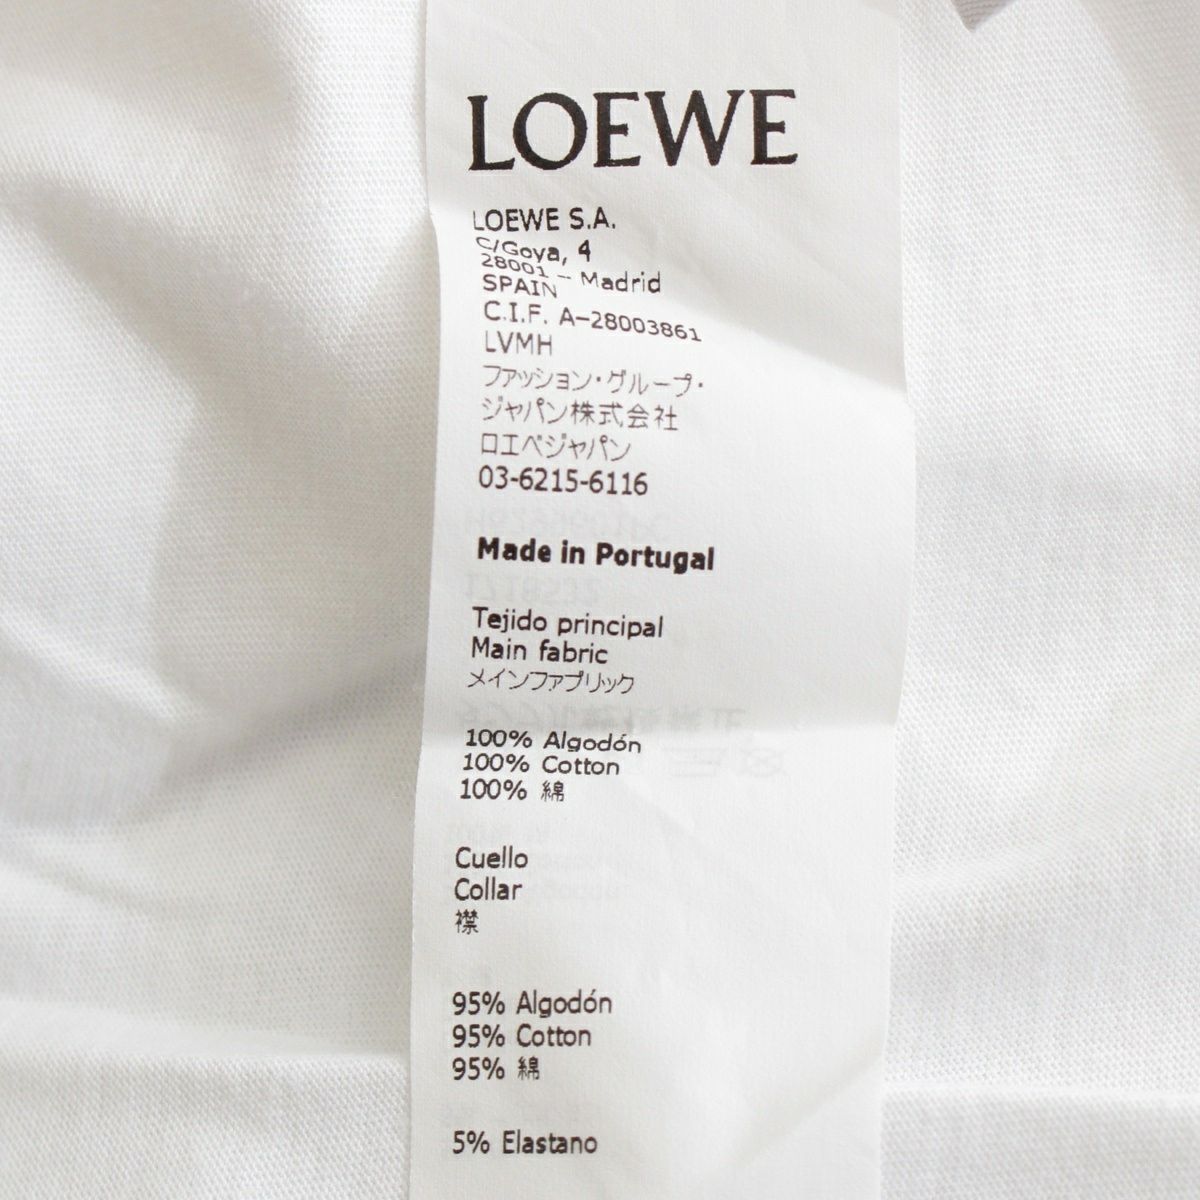 LOEWE
LOEWE S.A.
C/Goya, 4
28001 – Madrid
SPAIN
C.I.F. A–28003861
LVMH
ファッション・グループ・
ジャパン株式会社
ロエベジャパン
03-6215-6116
Made in Portugal
Tejido principal
Main fabric
メインファブリック
100% Algodón
100% Cotton
100% 綿
Cuello
Collar
襟
95% Algodón
95% Cotton
95% 綿
5% Elastano